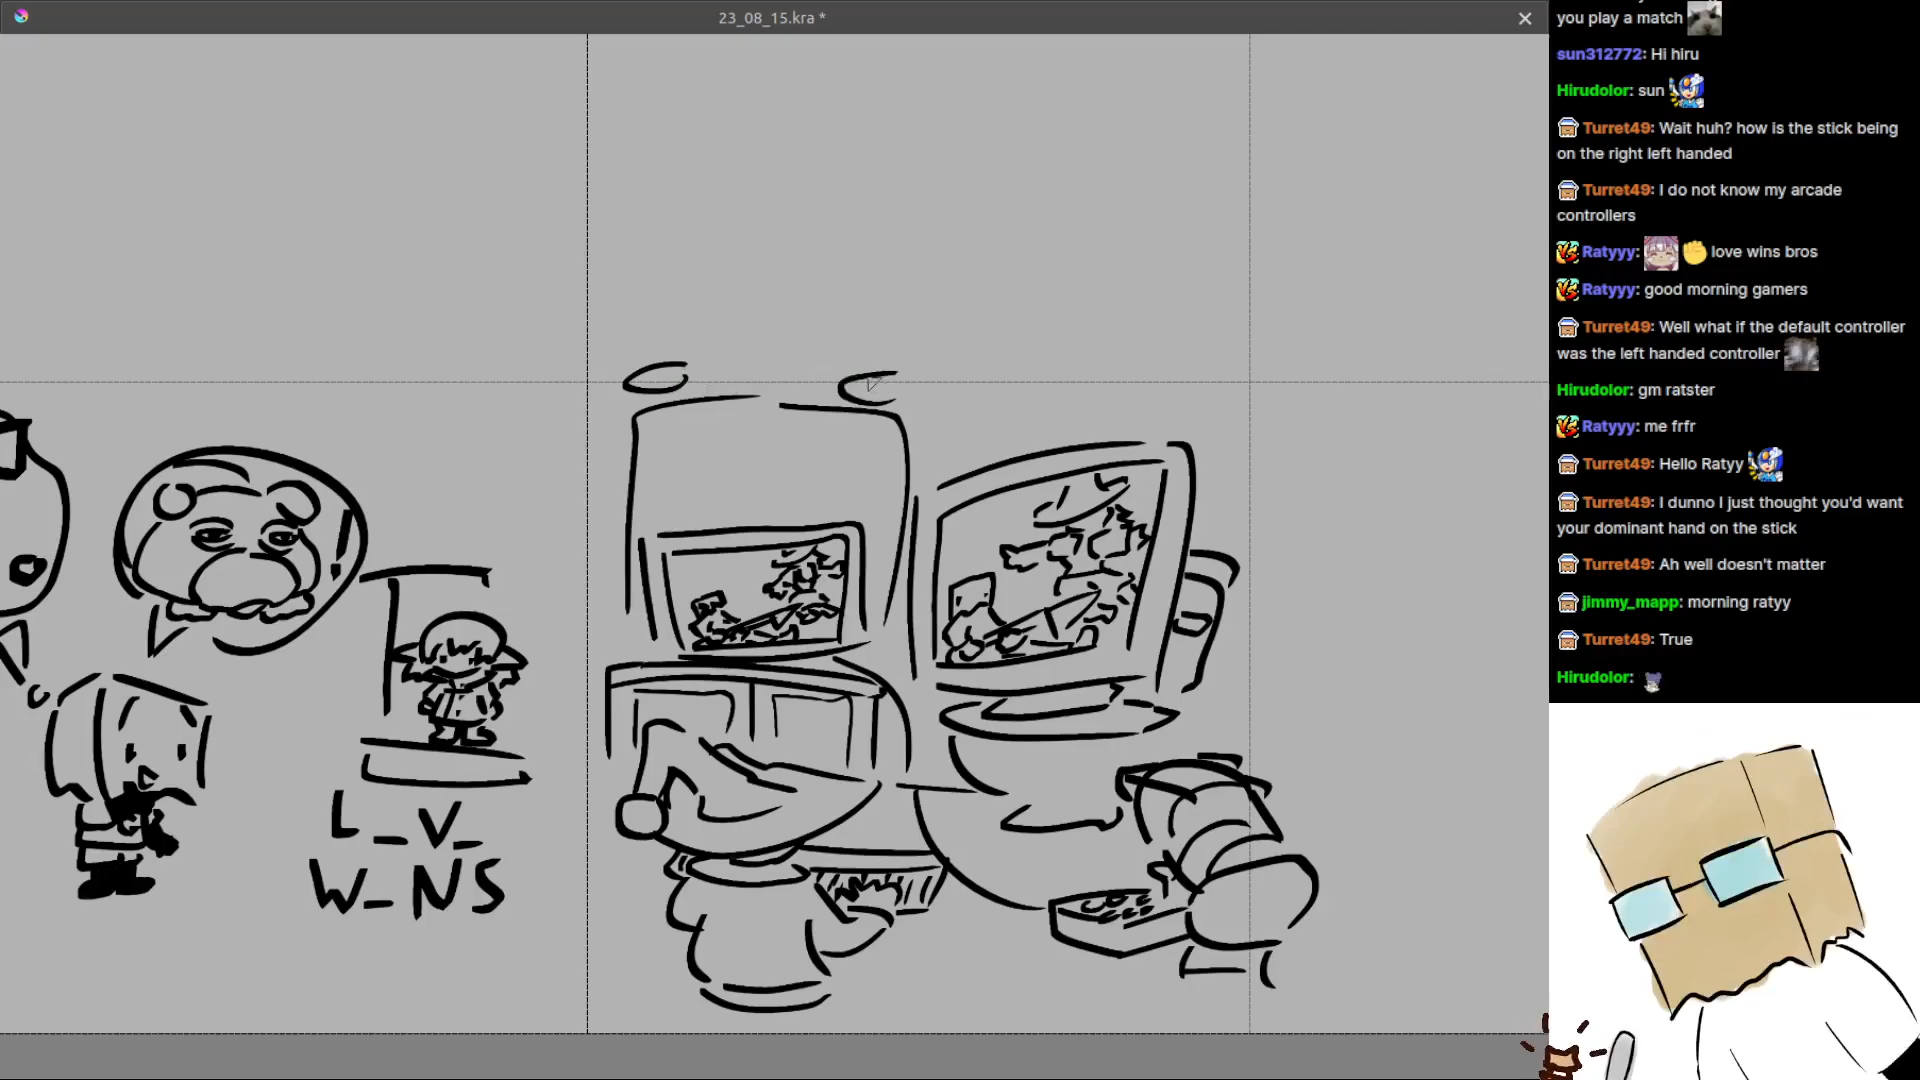 23_08_15.kra *
you play a match
sun312772: Hi hiru
Hirudolor: sun
Turret49: Wait huh? how is the stick being
on the right left handed
Turret49: I do not know my arcade
controllers
Ratyyy: love wins bros
Ratyyy: good morning gamers
Turret49: Well what if the default controller
was the left handed controller
Hirudolor: gm ratster
Ratyyy: me frfr
Turret49: Hello Ratyy
Turret49: I dunno I just thought you'd want
your dominant hand on the stick
Turret49: Ah well doesn't matter
jimmy_mapp: morning ratyy
Turret49: True
Hirudolor:
!
L_V_
W_NS